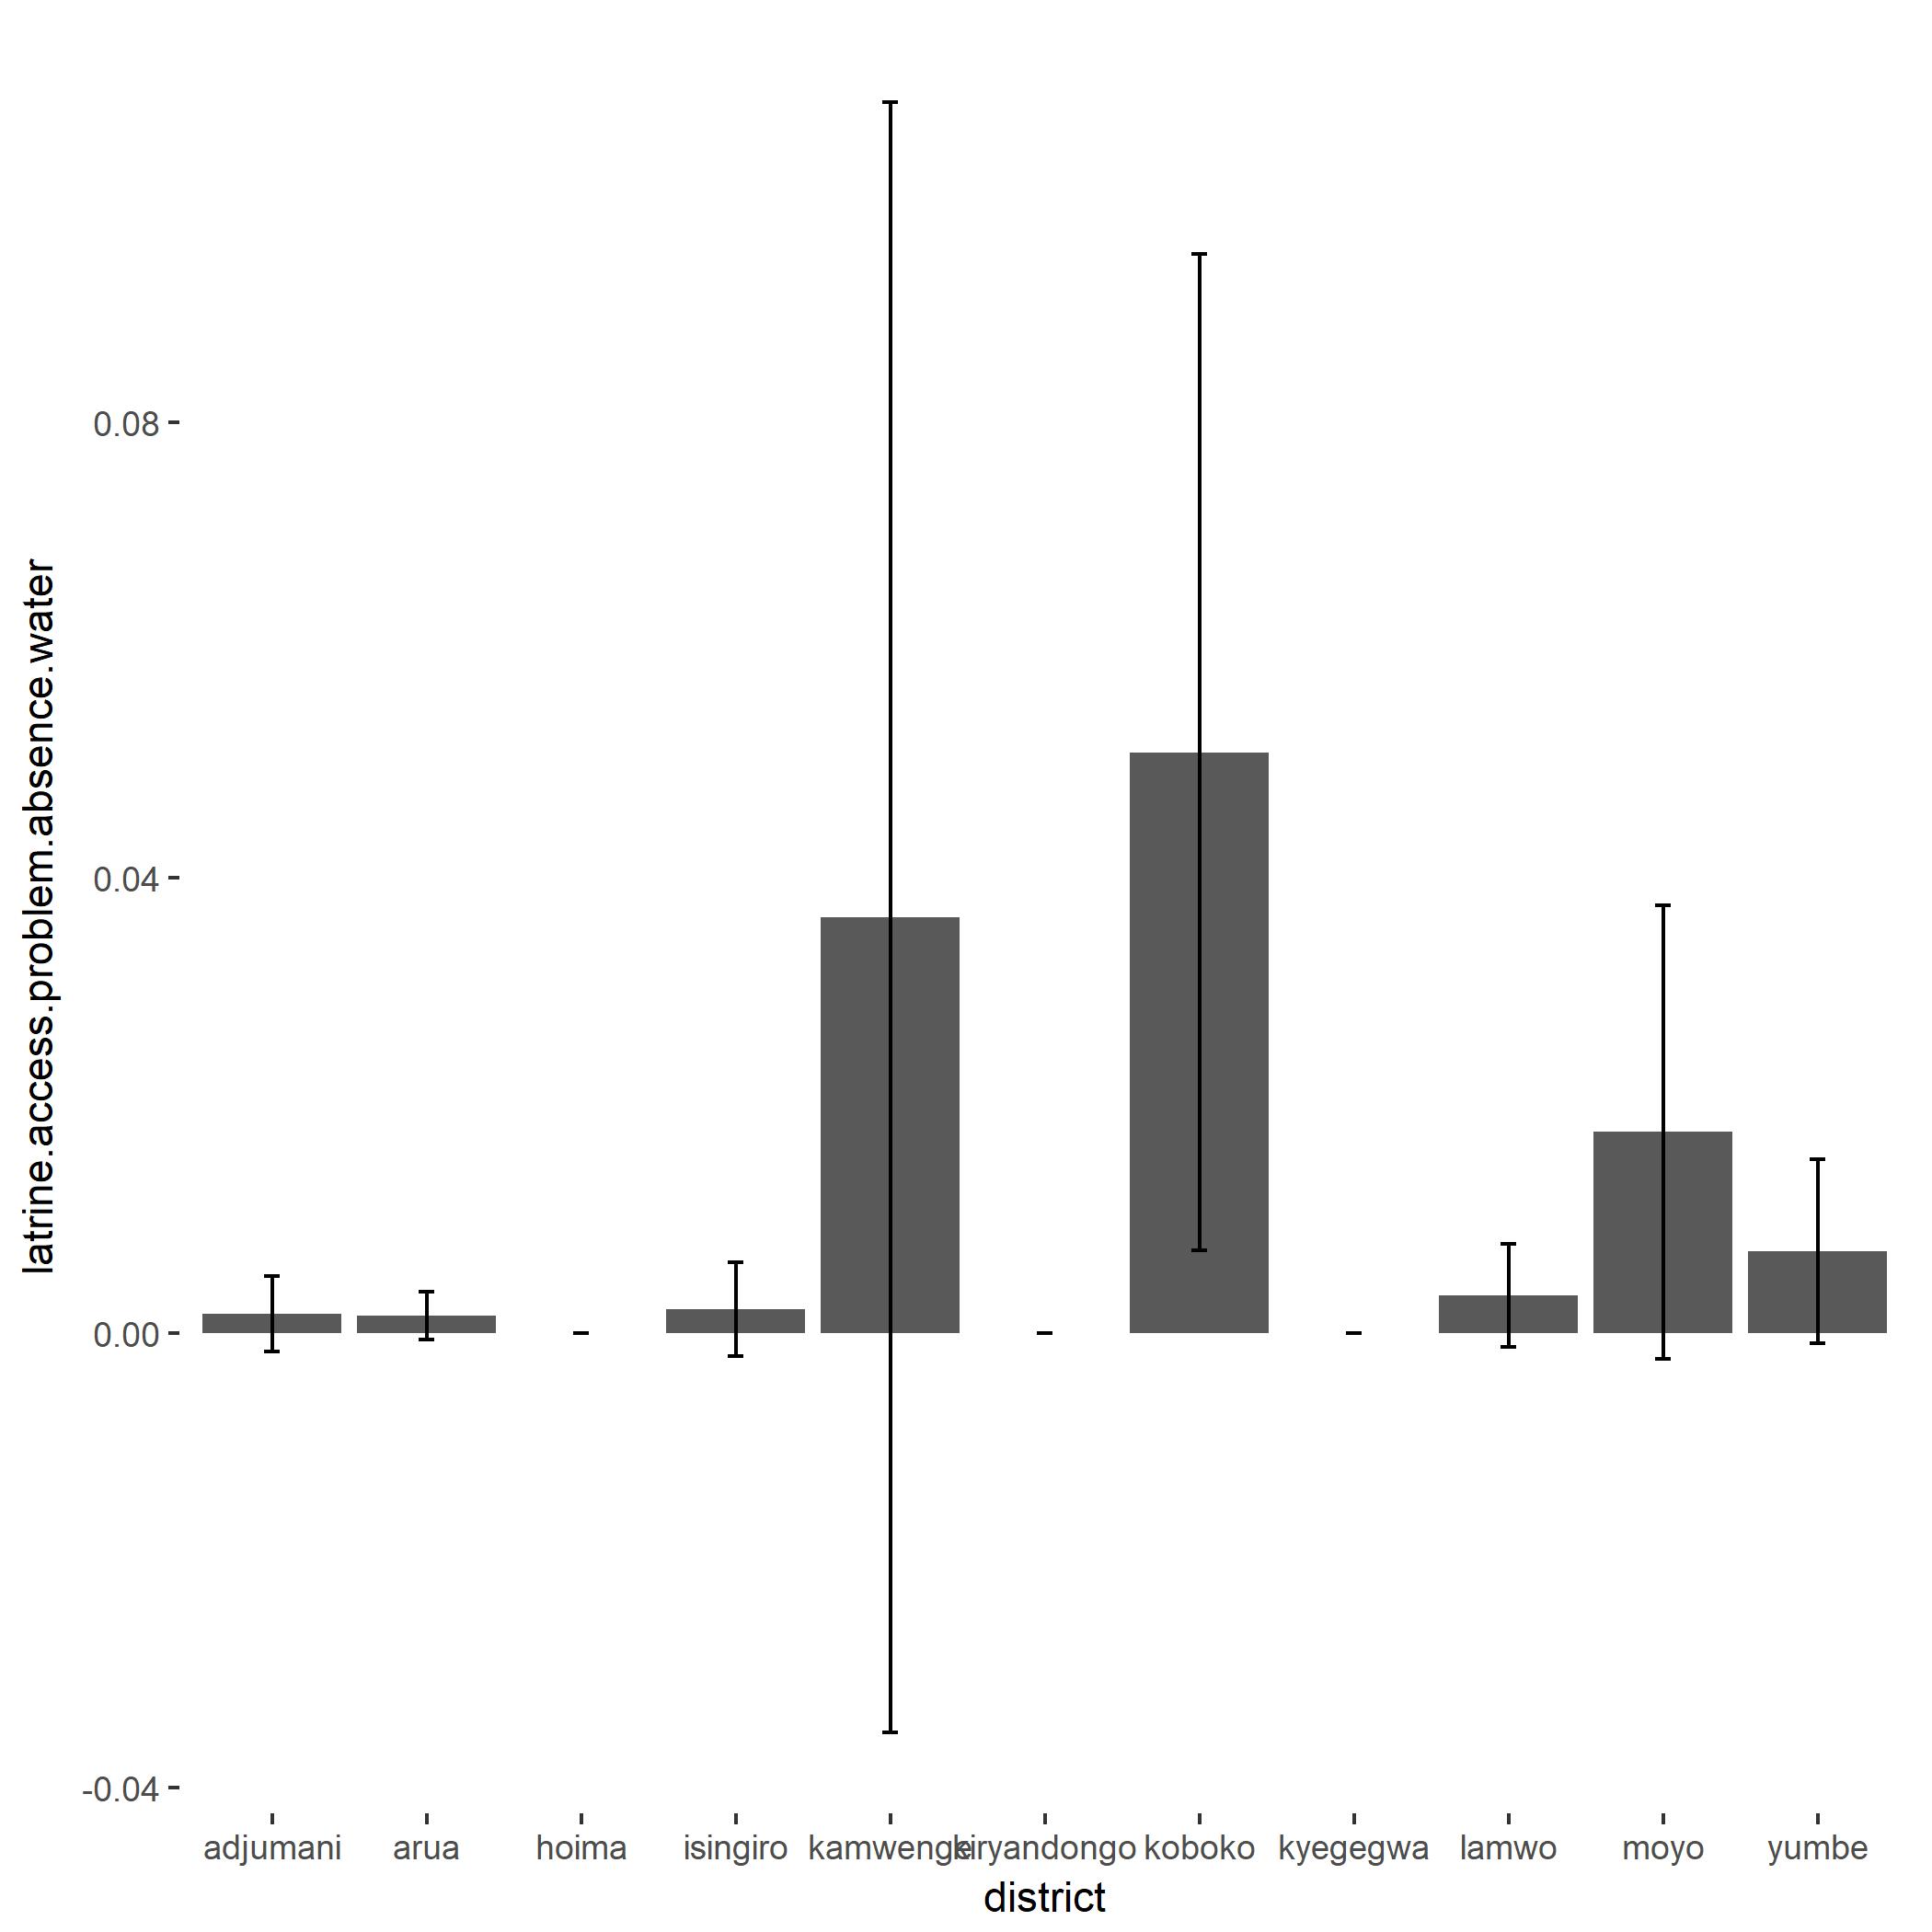 latrine.access.problem.absence.water
0.08
0.04
0.00
-0.04
adjumani arua hoima isingiro kamwenge kiryandongo koboko kyegegwa lamwo moyo yumbe
district